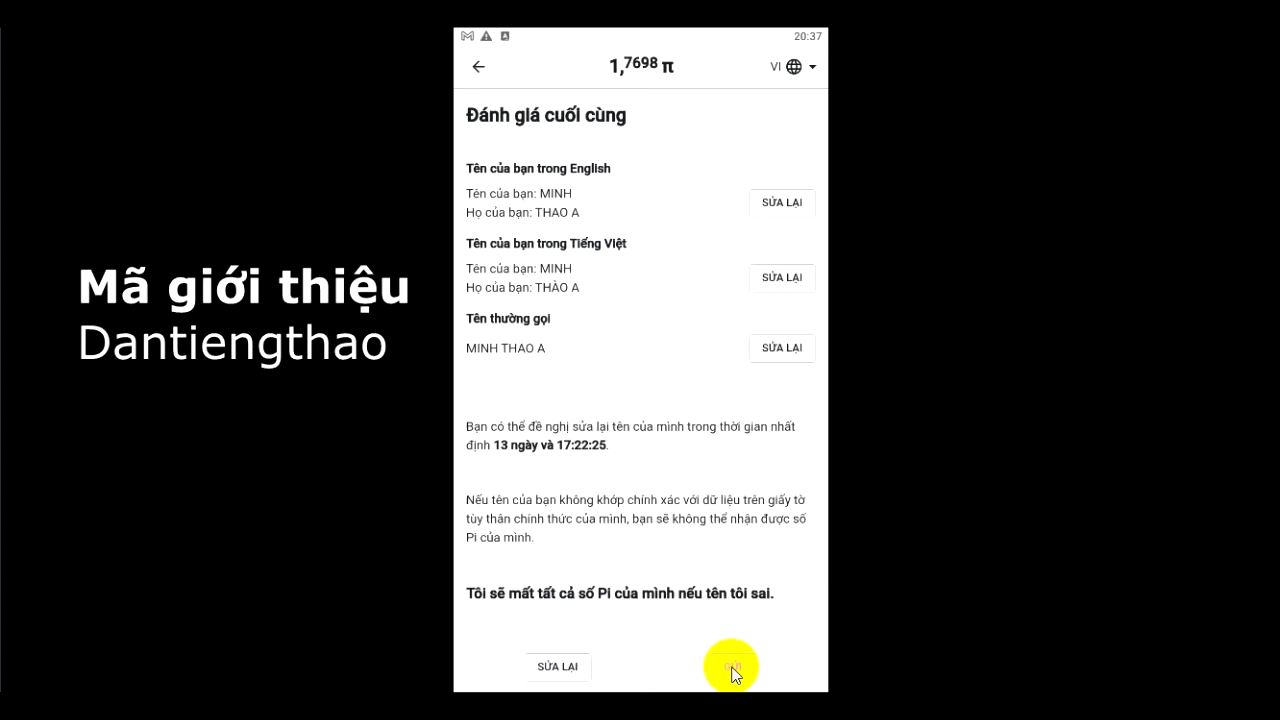 Mã giới thiệu
Dantiengthao
20:37
1,7698 π
VI
Đánh giá cuối cùng
Tên của bạn trong English
Tên của bạn: MINH
Họ của bạn: THAO A
SỬA LẠI
Tên của bạn trong Tiếng Việt
Tên của bạn: MINH
Họ của bạn: THÀO A
SỬA LẠI
Tên thường gọi
MINH THAO A
SỬA LẠI
Bạn có thể đề nghị sửa lại tên của mình trong thời gian nhất
định 13 ngày và 17:22:25.
Nếu tên của bạn không khớp chính xác với dữ liệu trên giấy tờ
tùy thân chính thức của mình, bạn sẽ không thể nhận được số
Pi của mình.
Tôi sẽ mất tất cả số Pi của mình nếu tên tôi sai.
SỬA LẠI
GỬI